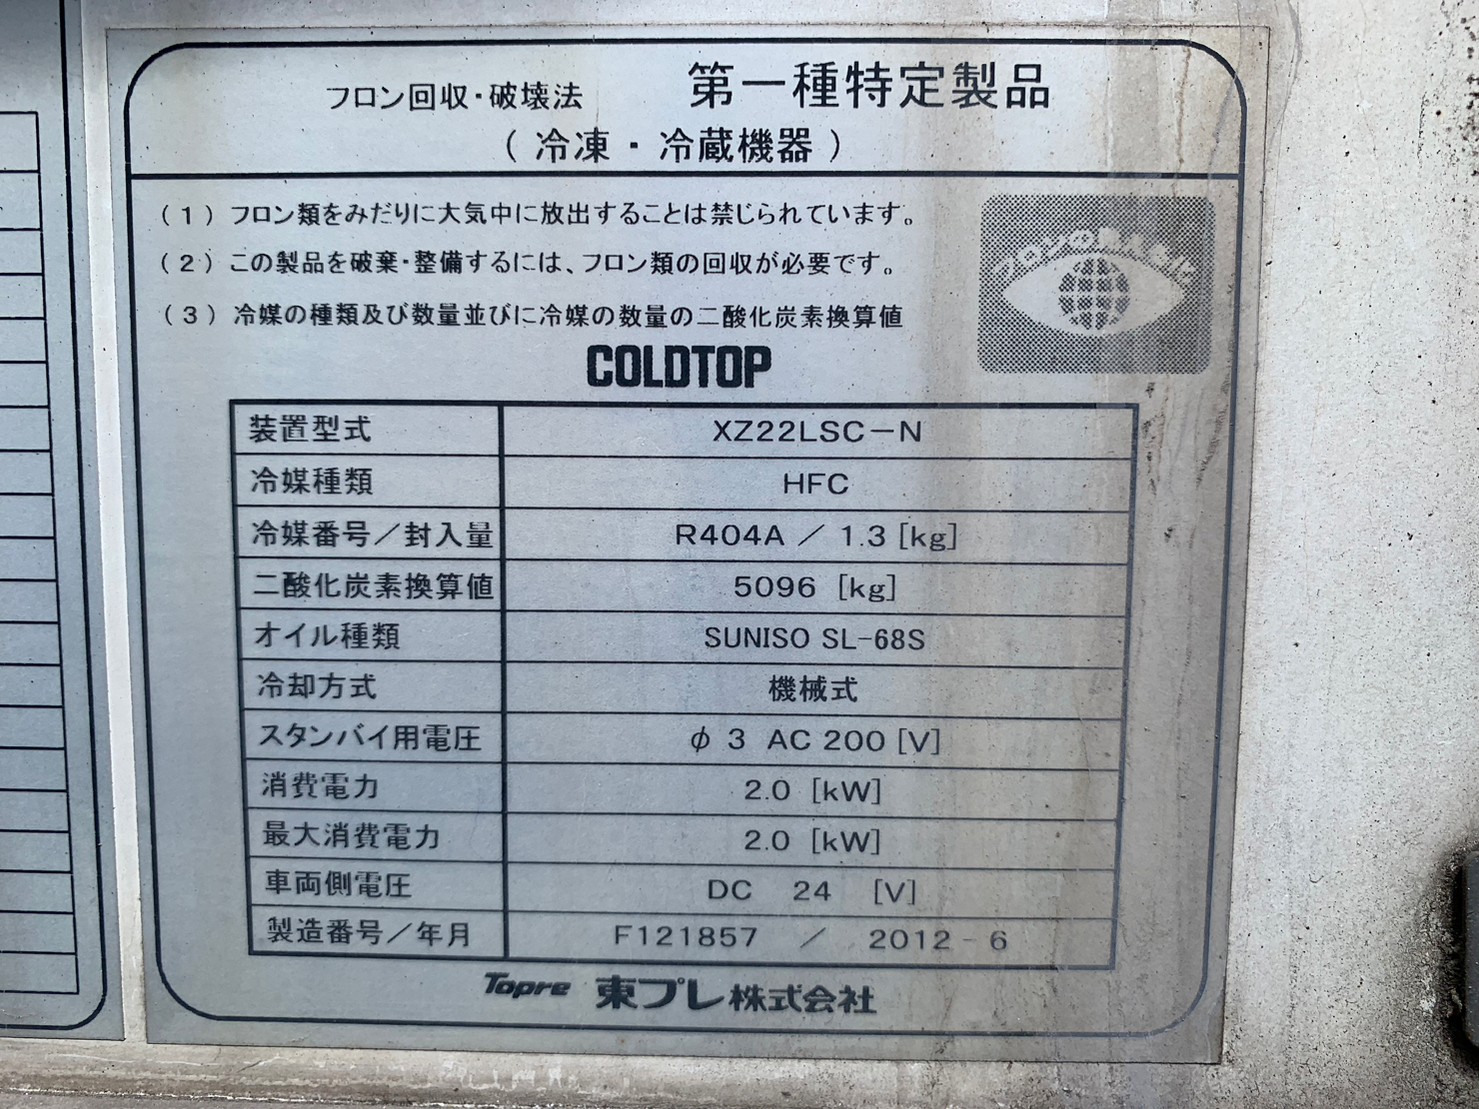 フロン回収・破壊法 第一種特定製品
（冷凍・冷蔵機器）
（1）フロン類をみだりに大気中に放出することは禁じられています。
（2）この製品を破棄・整備するには、フロン類の回収が必要です。
（3）冷媒の種類及び数量並びに冷媒の数量の二酸化炭素換算値
フロンの見える化
COLDTOP
装置型式 XZ22LSC－N
冷媒種類 HFC
冷媒番号／封入量 R404A ／ 1.3 [kg]
二酸化炭素換算値 5096 [kg]
オイル種類 SUNISO SL-68S
冷却方式 機械式
スタンバイ用電圧 φ 3 AC 200 [V]
消費電力 2.0 [kW]
最大消費電力 2.0 [kW]
車両側電圧 DC 24 [V]
製造番号／年月 F121857 ／ 2012-6
Topre 東プレ株式会社